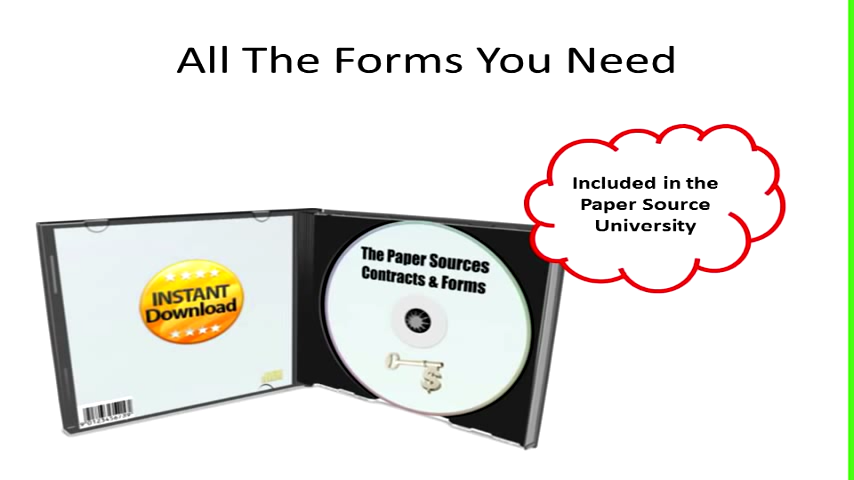 All The Forms You Need
Included in the
Paper Source
University
The Paper Sources
Contracts & Forms
INSTANT
Download